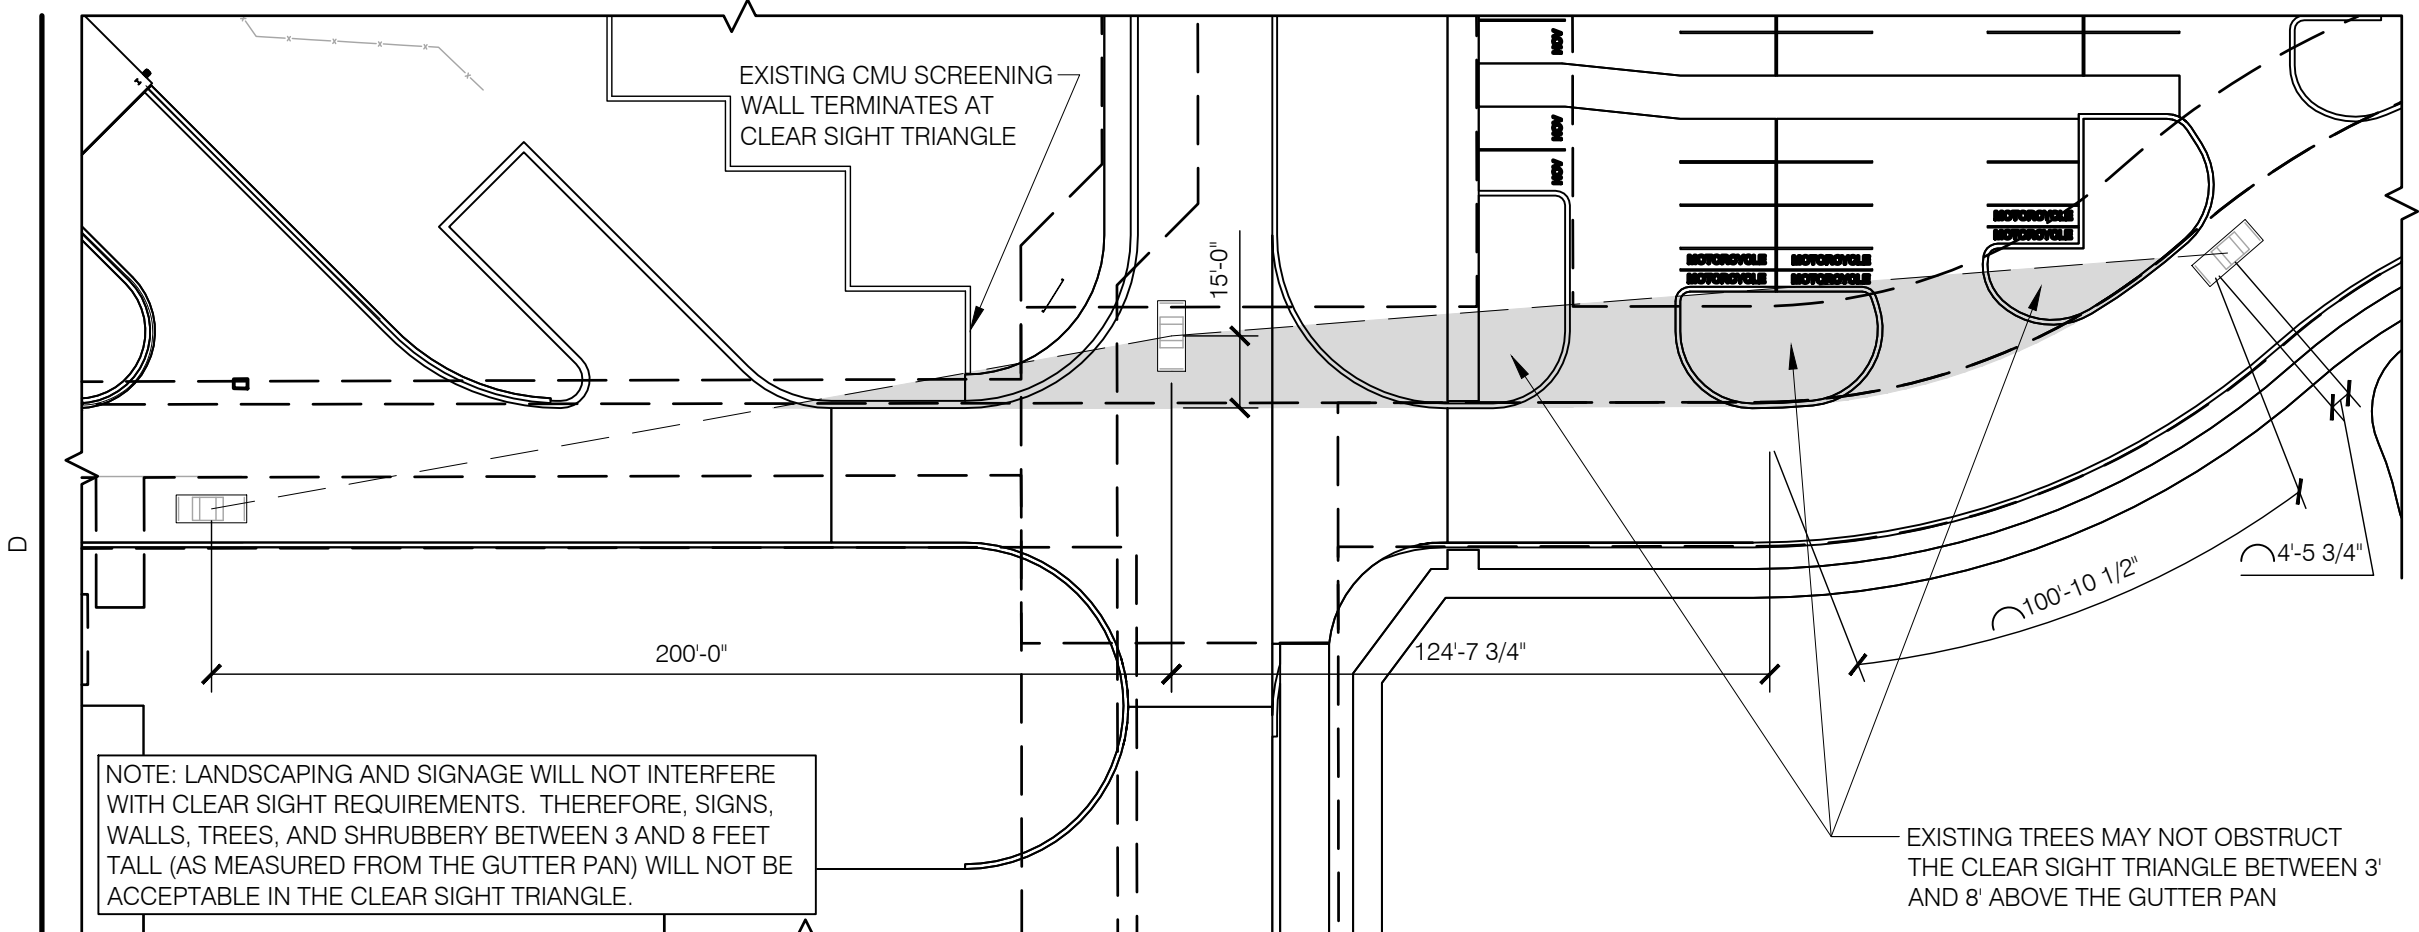 EXISTING CMU SCREENING
WALL TERMINATES AT
CLEAR SIGHT TRIANGLE
NOV
NOV
NOV
MOTORCYCLE
MOTORCYCLE
MOTORCYCLE MOTORCYCLE
MOTORCYCLE MOTORCYCLE
15'-0"
D
4'-5 3/4"
100'-10 1/2"
200'-0"
124'-7 3/4"
NOTE: LANDSCAPING AND SIGNAGE WILL NOT INTERFERE
WITH CLEAR SIGHT REQUIREMENTS. THEREFORE, SIGNS,
WALLS, TREES, AND SHRUBBERY BETWEEN 3 AND 8 FEET
TALL (AS MEASURED FROM THE GUTTER PAN) WILL NOT BE
ACCEPTABLE IN THE CLEAR SIGHT TRIANGLE.
EXISTING TREES MAY NOT OBSTRUCT
THE CLEAR SIGHT TRIANGLE BETWEEN 3'
AND 8' ABOVE THE GUTTER PAN